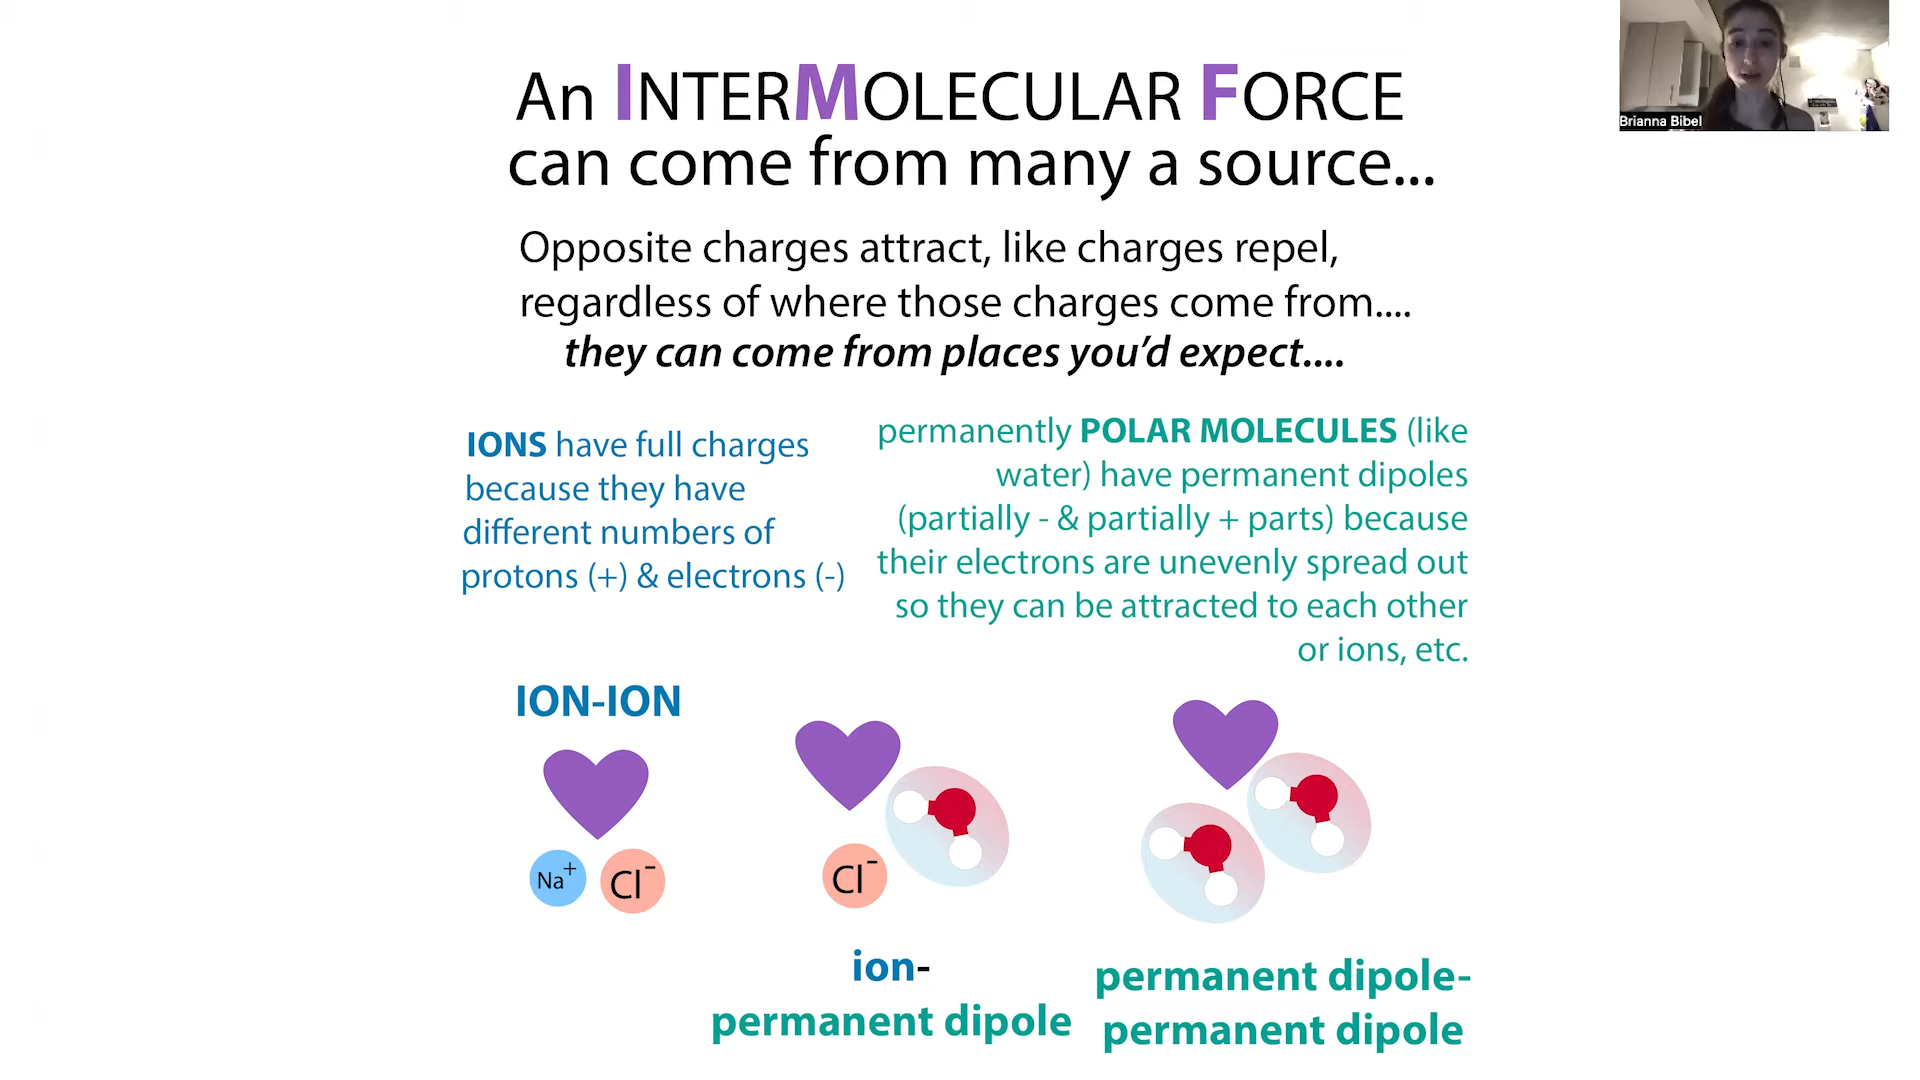 An INTERMOLECULAR FORCE
can come from many a source...
Brianna Bibel
Opposite charges attract, like charges repel,
regardless of where those charges come from....
they can come from places you'd expect....
IONS have full charges
because they have
different numbers of
protons (+) & electrons (-)
permanently POLAR MOLECULES (like
water) have permanent dipoles
(partially - & partially + parts) because
their electrons are unevenly spread out
so they can be attracted to each other
or ions, etc.
ION-ION
Na⁺ Cl⁻
Cl⁻
ion-
permanent dipole
permanent dipole-
permanent dipole